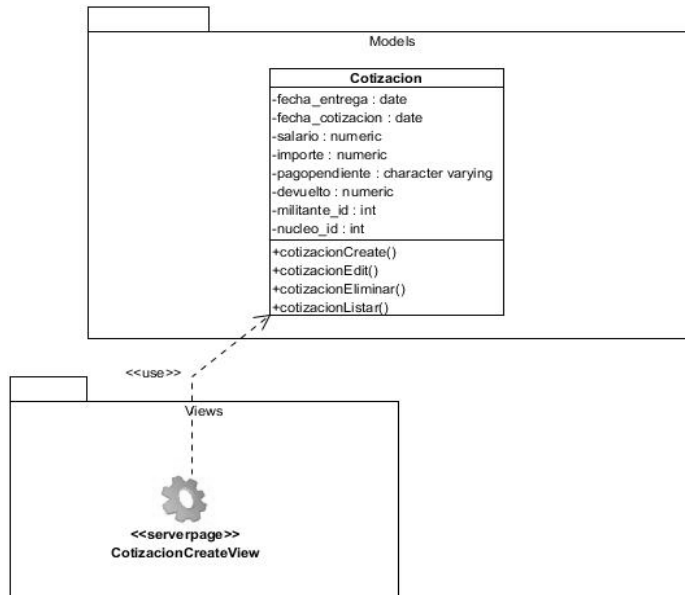 Models
Cotizacion
-fecha_entrega : date
-fecha_cotizacion : date
-salario : numeric
-importe : numeric
-pagopendiente : character varying
-devuelto : numeric
-militante_id : int
-nucleo_id : int
+cotizacionCreate()
+cotizacionEdit()
+cotizacionEliminar()
+cotizacionListar()
<<use>>
Views
<<serverpage>>
CotizacionCreateView